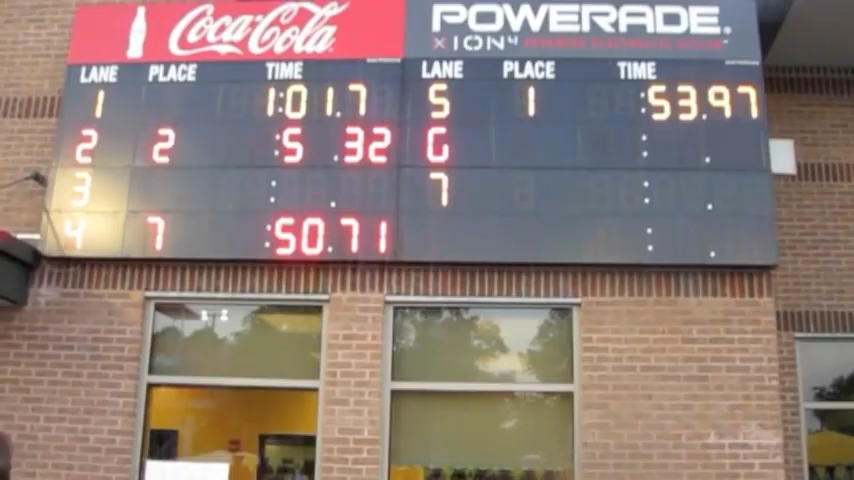 Coca-Cola
POWERADE
ION4
LANE PLACE TIME
1 1:01.7
2 2 :5 .32
3 : .
4 7 :50.71
LANE PLACE TIME
5 1 :53.97
6 : .
7 : .
: .